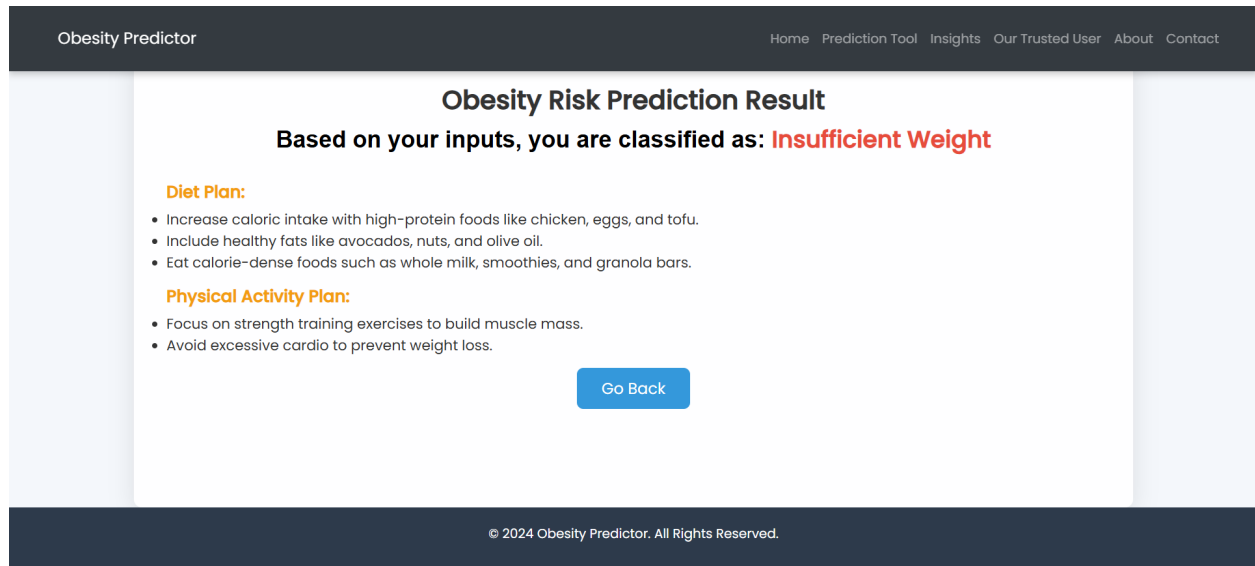 Obesity Predictor
Home Prediction Tool Insights Our Trusted User About Contact
Obesity Risk Prediction Result
Based on your inputs, you are classified as: Insufficient Weight
Diet Plan:
• Increase caloric intake with high-protein foods like chicken, eggs, and tofu.
• Include healthy fats like avocados, nuts, and olive oil.
• Eat calorie-dense foods such as whole milk, smoothies, and granola bars.
Physical Activity Plan:
• Focus on strength training exercises to build muscle mass.
• Avoid excessive cardio to prevent weight loss.
Go Back
© 2024 Obesity Predictor. All Rights Reserved.